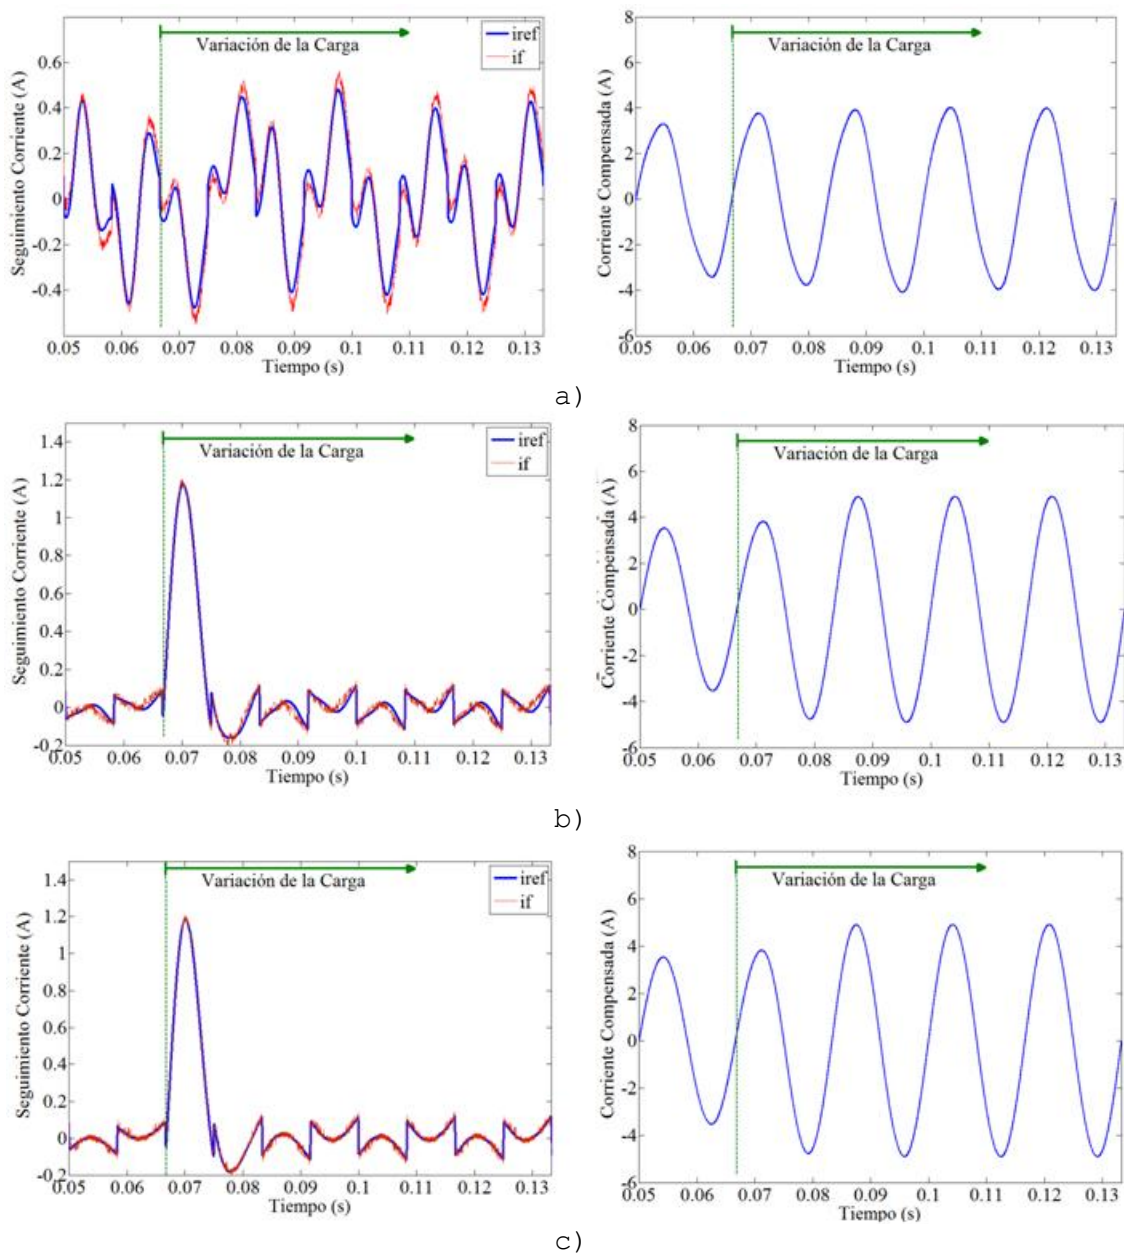 Seguimiento Corriente (A)
0.6
0.4
0.2
0
-0.2
-0.4
Variación de la Carga
iref
if
0.05 0.06 0.07 0.08 0.09 0.1 0.11 0.12 0.13
Tiempo (s)
Corriente Compensada (A)
8
6
4
2
0
-2
-4
-6
Variación de la Carga
0.05 0.06 0.07 0.08 0.09 0.1 0.11 0.12 0.13
Tiempo (s)
a)
Seguimiento Corriente (A)
1.4
1.2
1
0.8
0.6
0.4
0.2
0
-0.2
Variación de la Carga
iref
if
0.05 0.06 0.07 0.08 0.09 0.1 0.11 0.12 0.13
Tiempo (s)
Corriente Compensada (A)
8
6
4
2
0
-2
-4
-6
Variación de la Carga
0.05 0.06 0.07 0.08 0.09 0.1 0.11 0.12 0.13
Tiempo (s)
b)
Seguimiento Corriente (A)
1.4
1.2
1
0.8
0.6
0.4
0.2
0
-0.2
Variación de la Carga
iref
if
0.05 0.06 0.07 0.08 0.09 0.1 0.11 0.12 0.13
Tiempo (s)
Corriente Compensada (A)
8
6
4
2
0
-2
-4
-6
Variación de la Carga
0.05 0.06 0.07 0.08 0.09 0.1 0.11 0.12 0.13
Tiempo (s)
c)